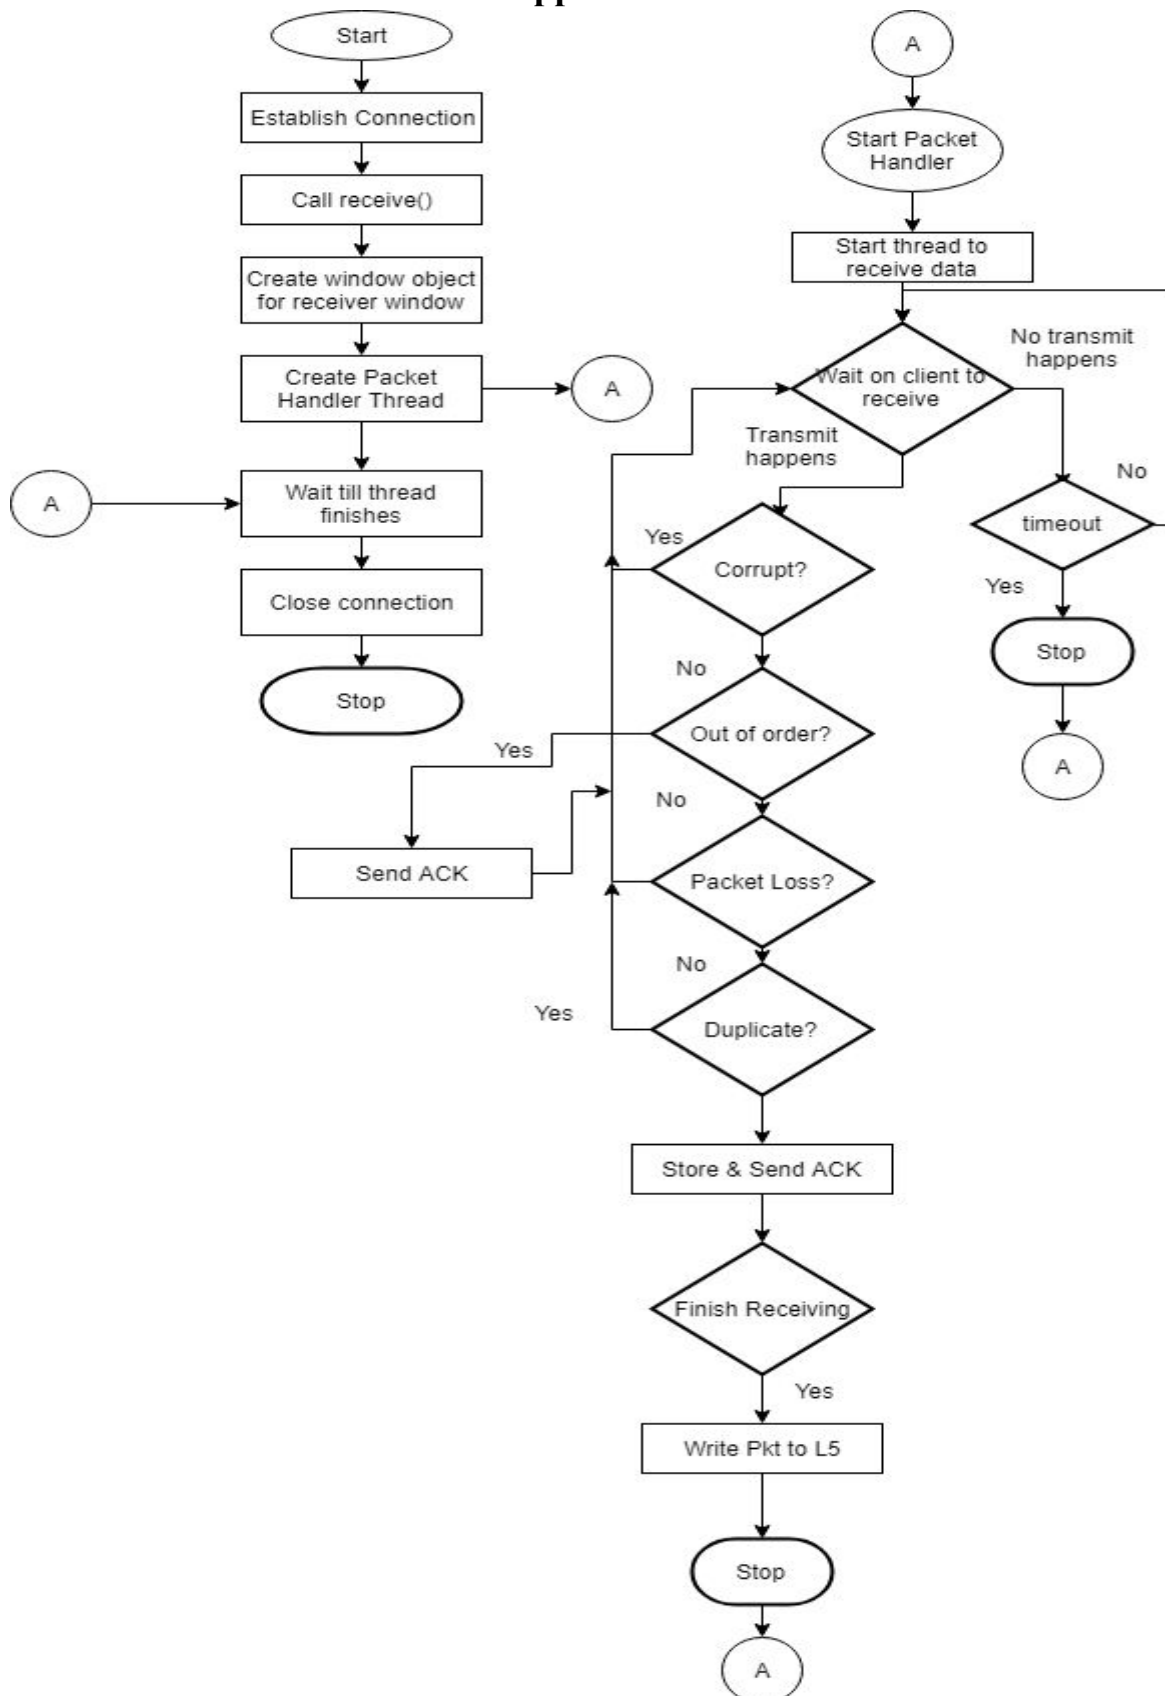 Start
Establish Connection
Call receive()
Create window object
for receiver window
Create Packet
Handler Thread
A
A
Wait till thread
finishes
Close connection
Stop
A
Start Packet
Handler
Start thread to
receive data
Wait on client to
receive
No transmit
happens
Transmit
happens
No
timeout
Yes
Stop
A
Yes
Corrupt?
No
Out of order?
Yes
Send ACK
No
Packet Loss?
No
Duplicate?
Yes
Store & Send ACK
Finish Receiving
Yes
Write Pkt to L5
Stop
A